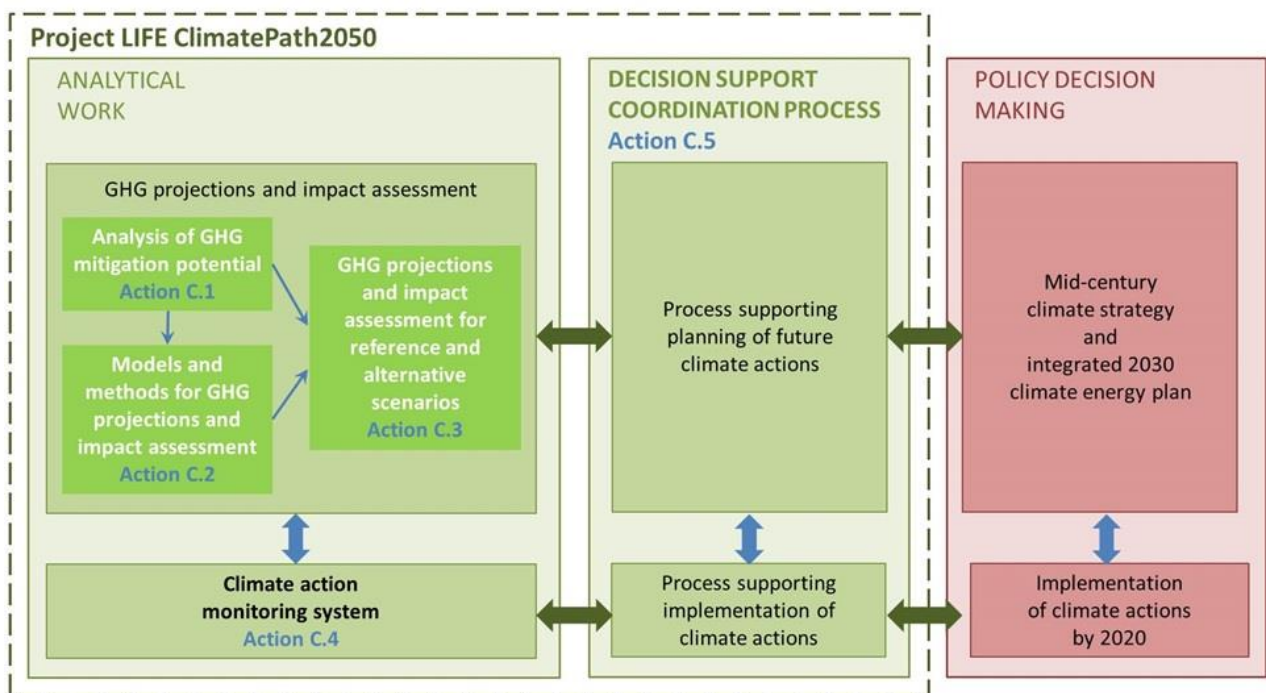 Project LIFE ClimatePath2050
ANALYTICAL
WORK
GHG projections and impact assessment
Analysis of GHG
mitigation potential
Action C.1
Models and
methods for GHG
projections and
impact assessment
Action C.2
GHG projections
and impact
assessment for
reference and
alternative
scenarios
Action C.3
Climate action
monitoring system
Action C.4
DECISION SUPPORT
COORDINATION PROCESS
Action C.5
Process supporting
planning of future
climate actions
Process supporting
implementation of
climate actions
POLICY DECISION
MAKING
Mid-century
climate strategy
and
integrated 2030
climate energy plan
Implementation
of climate actions
by 2020